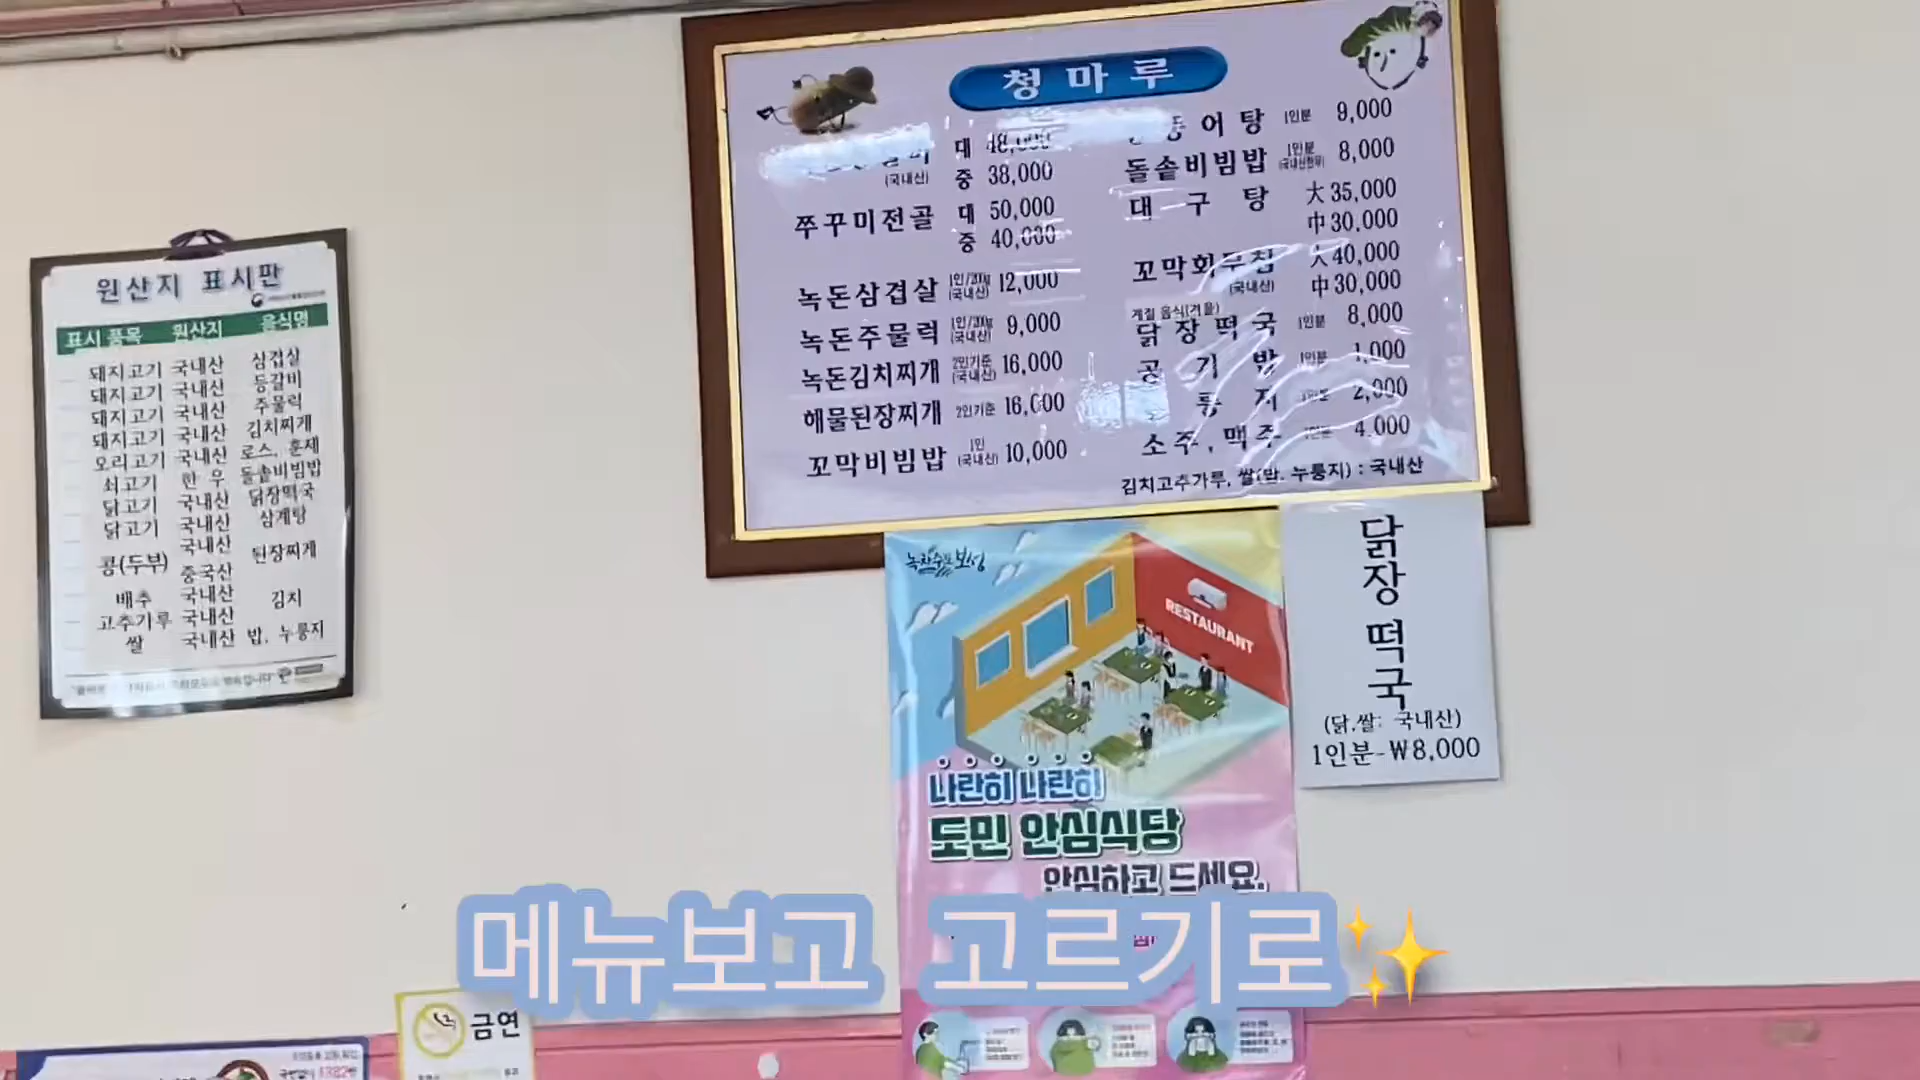 원산지 표시판
표시 품목 원산지 음식명
돼지고기 국내산 삼겹살
돼지고기 국내산 등갈비
돼지고기 국내산 주물럭
돼지고기 국내산 김치찌개
오리고기 국내산 로스, 훈제
쇠고기 한우 돌솥비빔밥
닭고기 국내산 닭장떡국
닭고기 국내산 삼계탕
콩(두부) 국내산 된장찌개
중국산
배추 국내산 김치
고추가루 국내산
쌀 국내산 밥, 누룽지
청마루
대 48,000
(국내산) 중 38,000
쭈꾸미전골 대 50,000
중 40,000
녹돈삼겹살 (국내산) 12,000
녹돈주물럭 (국내산) 9,000
녹돈김치찌개 2인기준 (국내산) 16,000
해물된장찌개 2인기준 16,000
꼬막비빔밥 1인 (국내산) 10,000
어탕 1인분 9,000
돌솥비빔밥 1인분 8,000
대구탕 大 35,000
中 30,000
꼬막회무침 大 40,000
(국내산) 中 30,000
계절 음식(겨울)
닭장떡국 1인분 8,000
공기밥 1인분 1,000
2,000
소주, 맥주 4,000
김치고추가루, 쌀(밥, 누룽지) : 국내산
닭장떡국
(닭,쌀: 국내산)
1인분-₩8,000
녹차수도 보성
RESTAURANT
나란히 나란히
도민 안심식당
안심하고 드세요.
메뉴보고 고르기로✨
금연